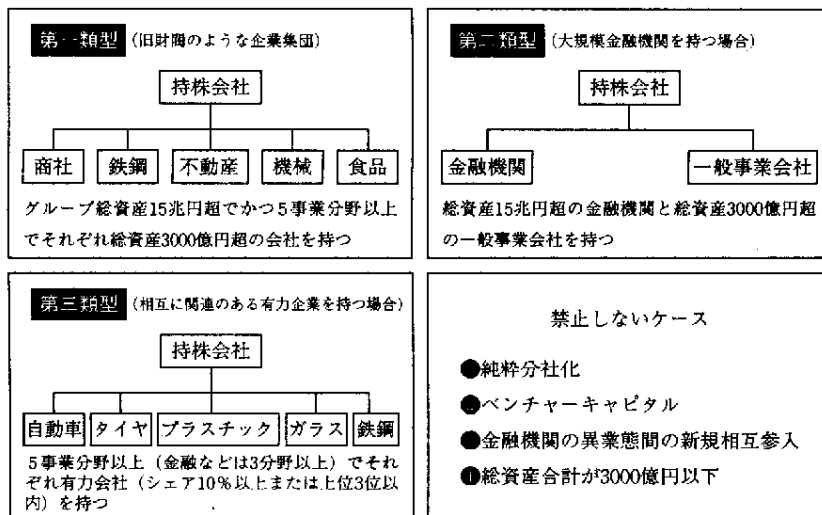 第一類型 (旧財閥のような企業集団)
持株会社
商社 鉄鋼 不動産 機械 食品
グループ総資産15兆円超でかつ5事業分野以上
でそれぞれ総資産3000億円超の会社を持つ
第二類型 (大規模金融機関を持つ場合)
持株会社
金融機関 一般事業会社
総資産15兆円超の金融機関と総資産3000億円超
の一般事業会社を持つ
第三類型 (相互に関連のある有力企業を持つ場合)
持株会社
自動車 タイヤ プラスチック ガラス 鉄鋼
5事業分野以上（金融などは3分野以上）でそれ
ぞれ有力会社（シェア10％以上または上位3位以
内）を持つ
禁止しないケース
●純粋分社化
●ベンチャーキャピタル
●金融機関の異業態間の新規相互参入
●総資産合計が3000億円以下